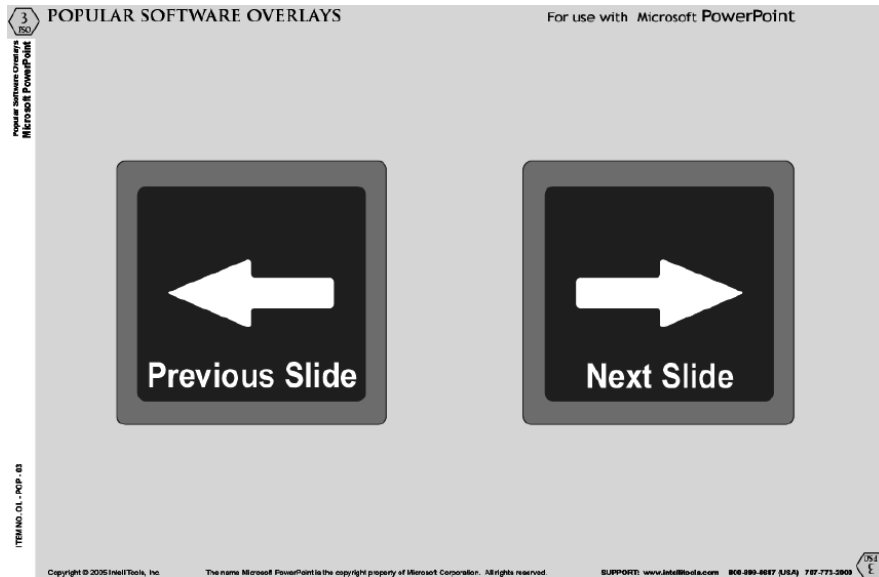 3
ISO
POPULAR SOFTWARE OVERLAYS
For use with Microsoft PowerPoint
Popular Software Overlays
Microsoft PowerPoint
Previous Slide
Next Slide
ITEM NO. OL - POP - 03
Copyright © 2005 IntelliTools, Inc.
The name Microsoft PowerPoint is the copyright property of Microsoft Corporation. All rights reserved.
SUPPORT: www.intellitools.com (USA)